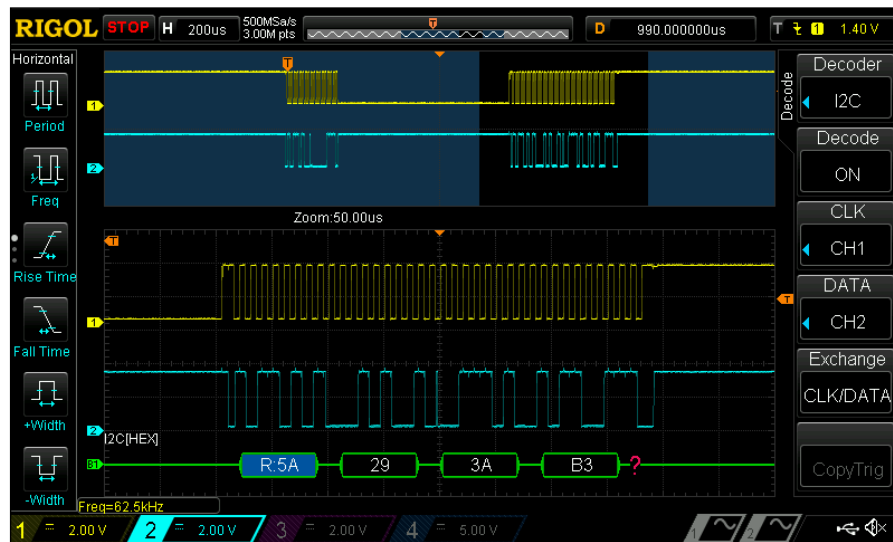 RIGOL STOP H 200us 500MSa/s 3.00M pts T D 990.000000us T 1 1.40 V
Horizontal
Period
Freq
Rise Time
Fall Time
+Width
-Width
T
1
2
Zoom:50.00us
T
T
1
2
I2C[HEX]
B1 R:5A 29 3A B3 ?
Freq=62.5kHz
Decode
Decoder
I2C
Decode
ON
CLK
CH1
DATA
CH2
Exchange
CLK/DATA
CopyTrig
1 = 2.00 V 2 = 2.00 V 3 = 2.00 V 4 = 5.00 V 1 2